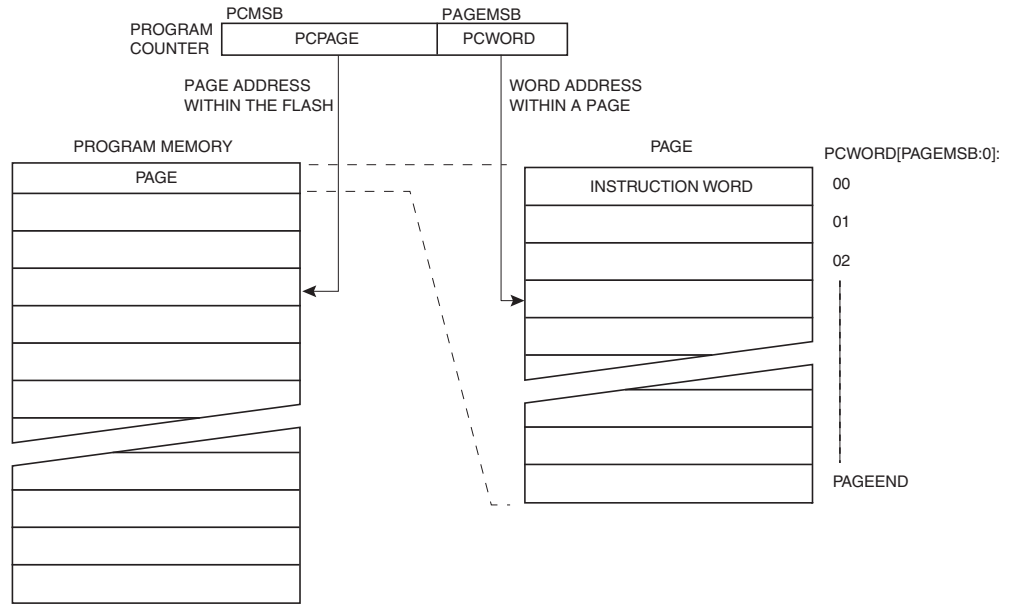 PCMSB
PAGEMSB
PROGRAM
COUNTER
PCPAGE
PCWORD
PAGE ADDRESS
WITHIN THE FLASH
WORD ADDRESS
WITHIN A PAGE
PROGRAM MEMORY
PAGE
PAGE
PCWORD[PAGEMSB:0]:
INSTRUCTION WORD
00
01
02
PAGEEND